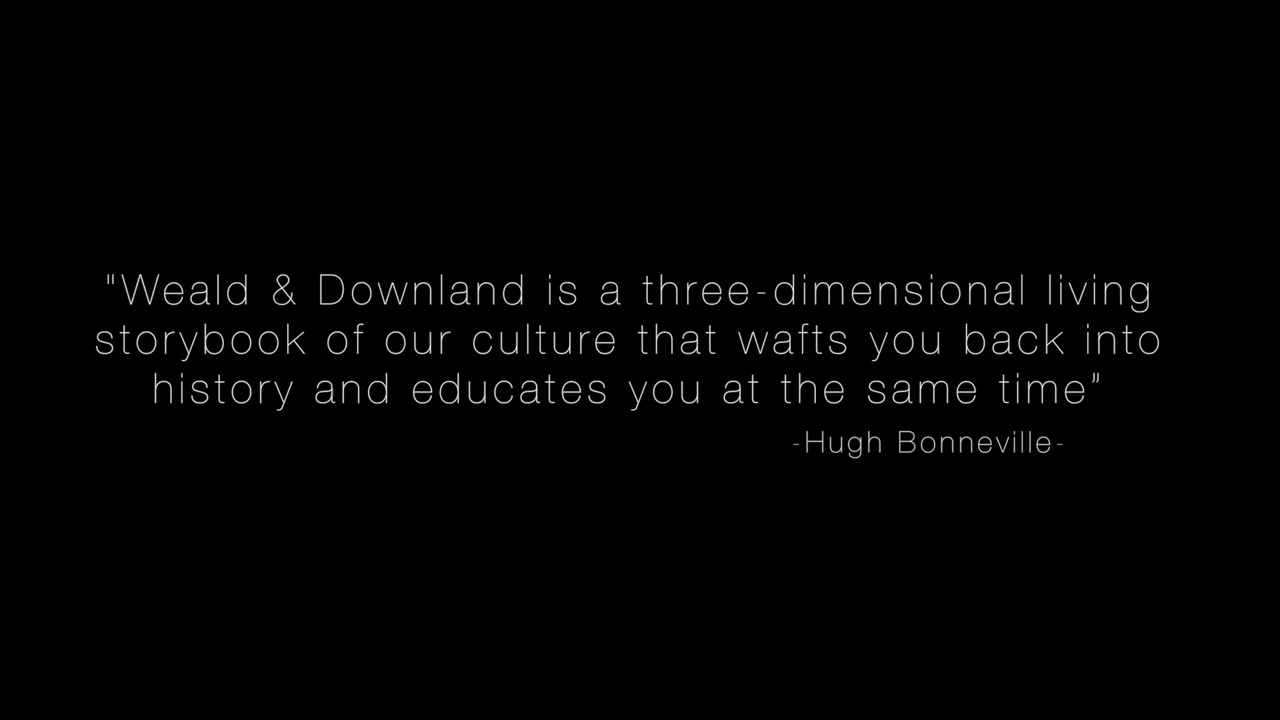 "Weald & Downland is a three-dimensional living
storybook of our culture that wafts you back into
history and educates you at the same time”
-Hugh Bonneville-